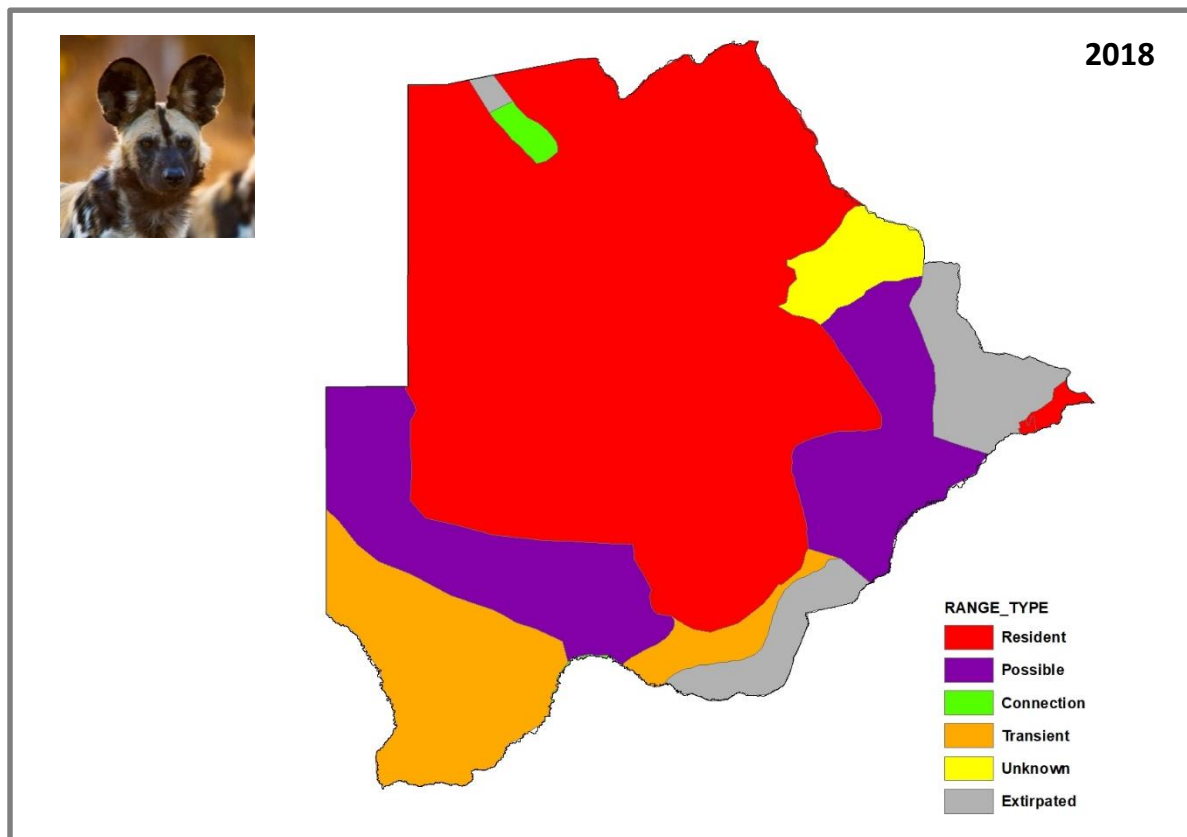 2018
RANGE_TYPE
Resident
Possible
Connection
Transient
Unknown
Extirpated